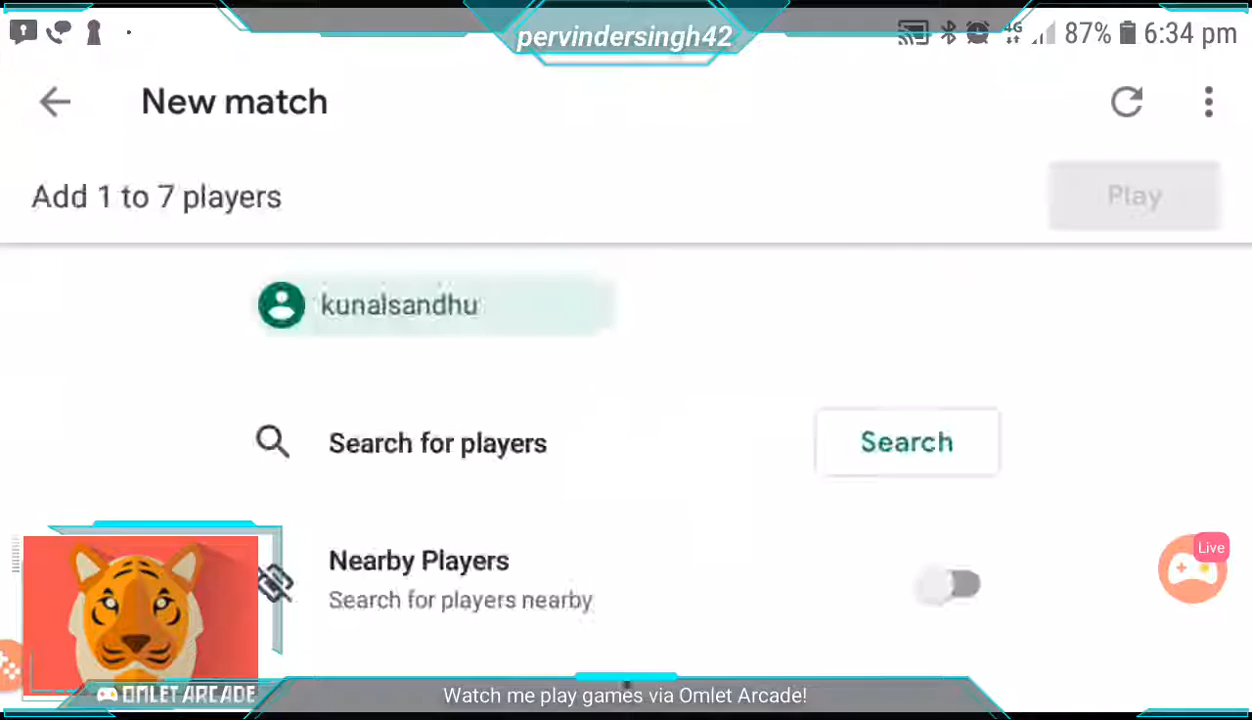 pervindersingh42
4G 87% 6:34 pm
New match
Add 1 to 7 players
Play
kunalsandhu
Search for players
Search
Nearby Players
Search for players nearby
Live
OMLET ARCADE
Watch me play games via Omlet Arcade!